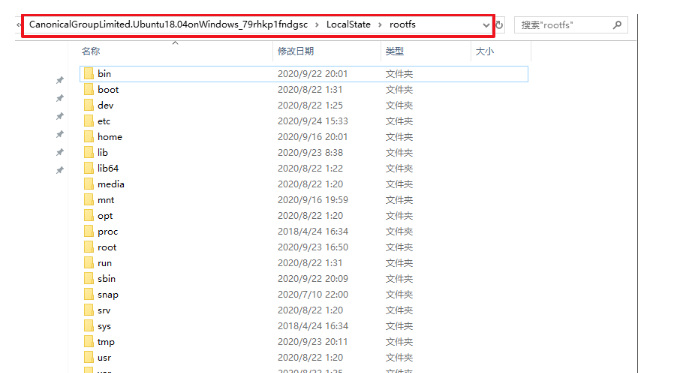 CanonicalGroupLimited.Ubuntu18.04onWindows_79rhkp1fndgsc › LocalState › rootfs 搜索"rootfs"
名称 修改日期 类型 大小
bin 2020/9/22 20:01 文件夹
boot 2020/8/22 1:31 文件夹
dev 2020/8/22 1:25 文件夹
etc 2020/9/24 15:33 文件夹
home 2020/9/16 20:01 文件夹
lib 2020/9/23 8:38 文件夹
lib64 2020/8/22 1:22 文件夹
media 2020/8/22 1:20 文件夹
mnt 2020/9/16 19:59 文件夹
opt 2020/8/22 1:20 文件夹
proc 2018/4/24 16:34 文件夹
root 2020/9/23 16:50 文件夹
run 2020/8/22 1:31 文件夹
sbin 2020/9/22 20:09 文件夹
snap 2020/7/10 22:00 文件夹
srv 2020/8/22 1:20 文件夹
sys 2018/4/24 16:34 文件夹
tmp 2020/9/23 20:11 文件夹
usr 2020/8/22 1:20 文件夹